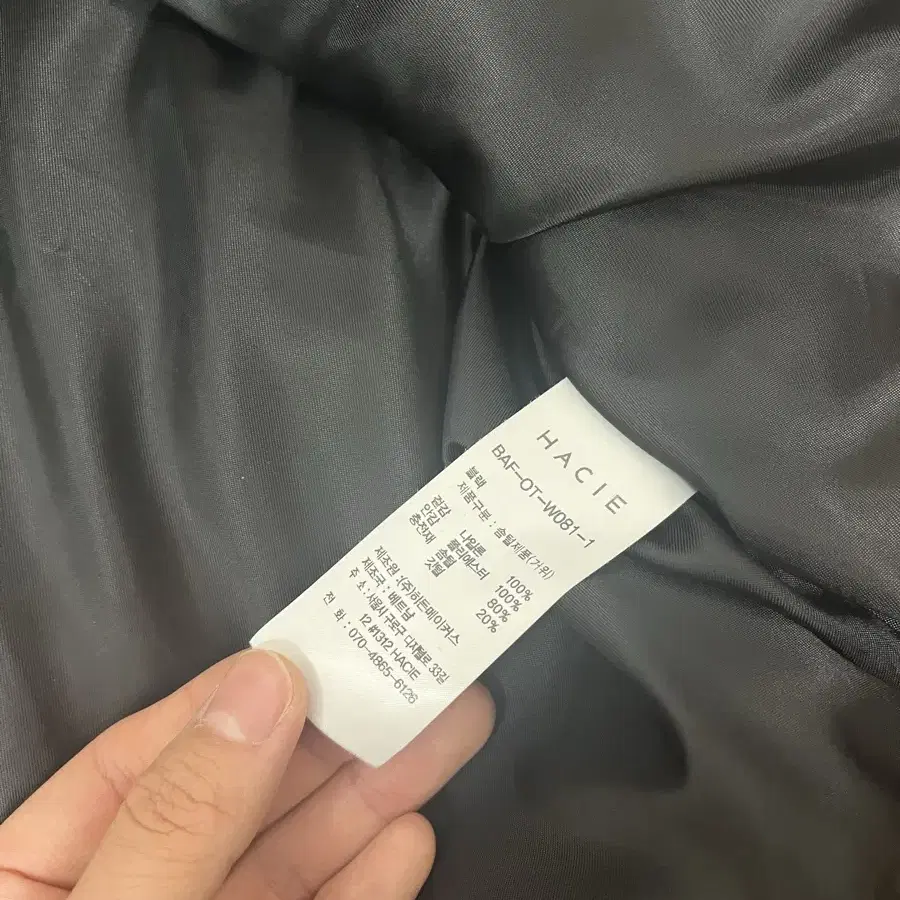 HACIE
BAF-OT-W081-1
블랙
제품구분 : 솜털제품(거위)
겉감 나일론 100%
안감 폴리에스터 100%
충전재 솜털 80%
깃털 20%
제조원 : (주)히든메이커스
제조국 : 베트남
주 소 : 서울시 구로구 디지털로 33길
12 #1312 HACIE
전 화 : 070-4865-6126